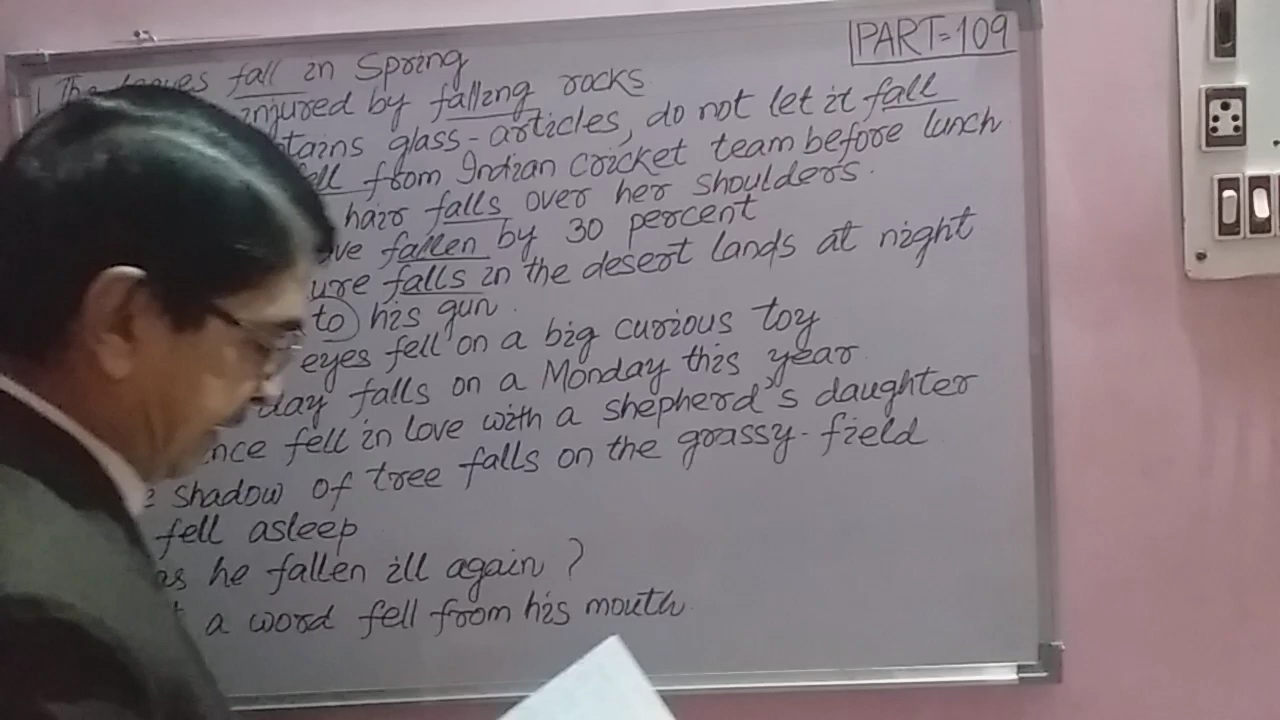 PART-109
1 The leaves fall in Spring
injured by falling rocks
glass-articles, do not let it fall
from Indian cricket team before lunch
hair falls over her shoulders.
fallen by 30 percent
falls in the desert lands at night
to his gun.
eyes fell on a big curious toy
falls on a Monday this year
fell in love with a shepherd's daughter
shadow of tree falls on the grassy-field
fell asleep
he fallen ill again?
a word fell from his mouth